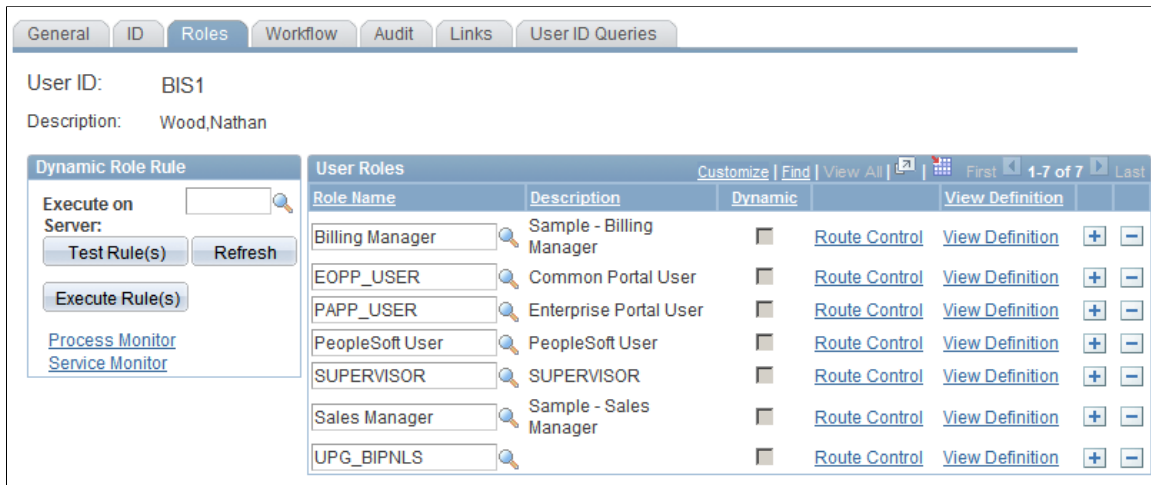 General ID Roles Workflow Audit Links User ID Queries
User ID: BIS1
Description: Wood,Nathan
Dynamic Role Rule
Execute on
Server:
Test Rule(s) Refresh
Execute Rule(s)
Process Monitor
Service Monitor
User Roles Customize | Find | View All | | First 1-7 of 7 Last
Role Name Description Dynamic View Definition
Billing Manager Sample - Billing
Manager Route Control View Definition + -
EOPP_USER Common Portal User Route Control View Definition + -
PAPP_USER Enterprise Portal User Route Control View Definition + -
PeopleSoft User PeopleSoft User Route Control View Definition + -
SUPERVISOR SUPERVISOR Route Control View Definition + -
Sales Manager Sample - Sales
Manager Route Control View Definition + -
UPG_BIPNLS Route Control View Definition + -